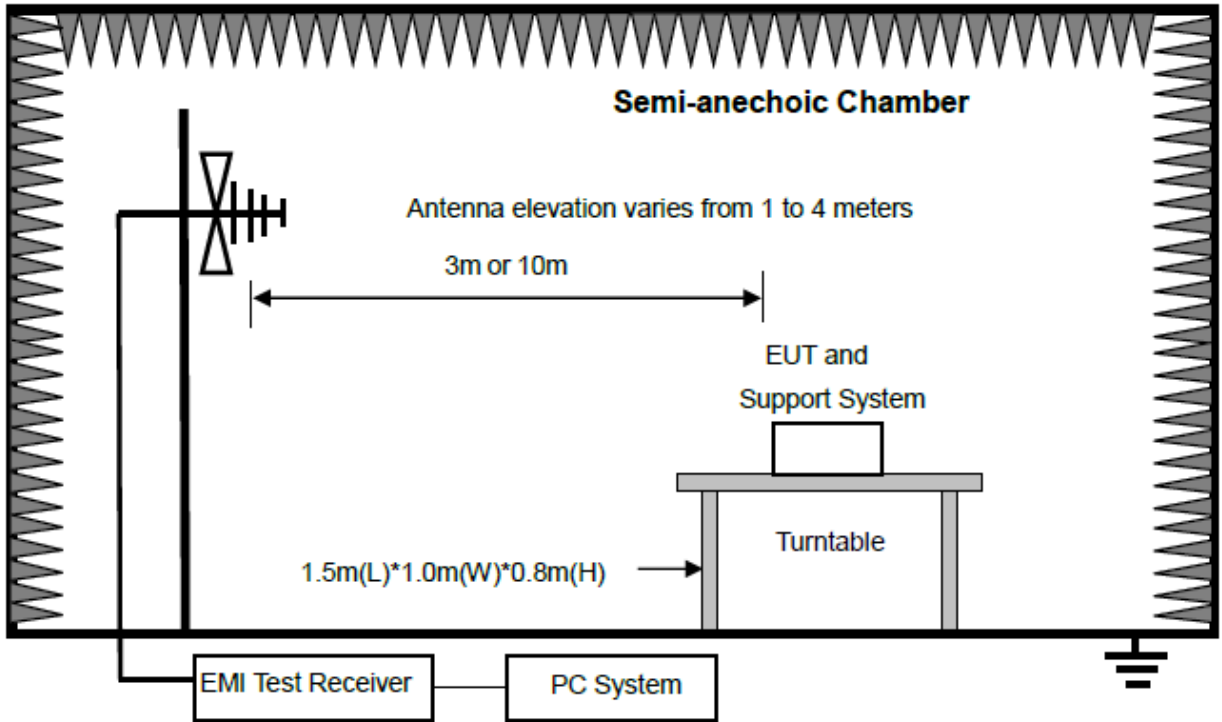 Semi-anechoic Chamber
Antenna elevation varies from 1 to 4 meters
3m or 10m
EUT and
Support System
Turntable
1.5m(L)*1.0m(W)*0.8m(H)
EMI Test Receiver
PC System